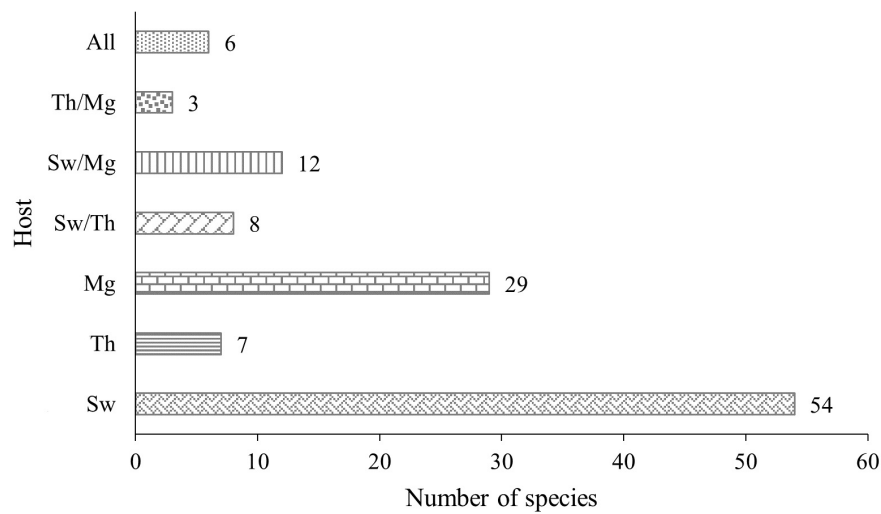 All
6
Th/Mg
3
Sw/Mg
12
Sw/Th
8
Mg
29
Th
7
Sw
54
Host
0 10 20 30 40 50 60
Number of species